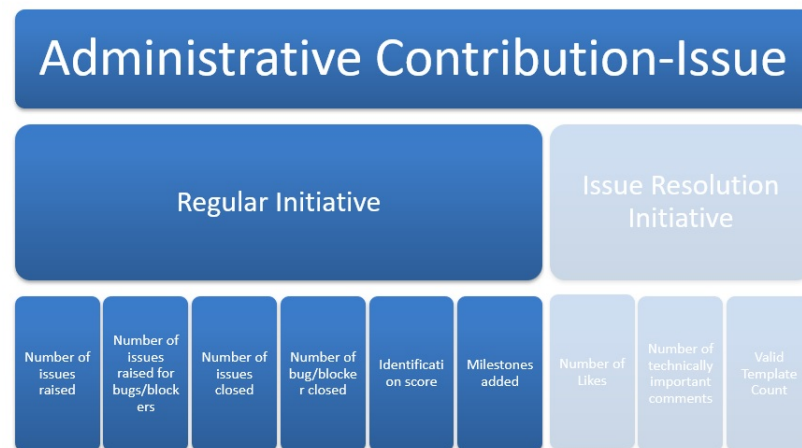 Administrative Contribution-Issue
Regular Initiative
Issue Resolution
Initiative
Number of
issues
raised
Number of
issues
raised for
bugs/block
ers
Number of
issues
closed
Number of
bug/blocke
r closed
Identificati
on score
Milestones
added
Number of
Likes
Number of
technically
important
comments
Valid
Template
Count